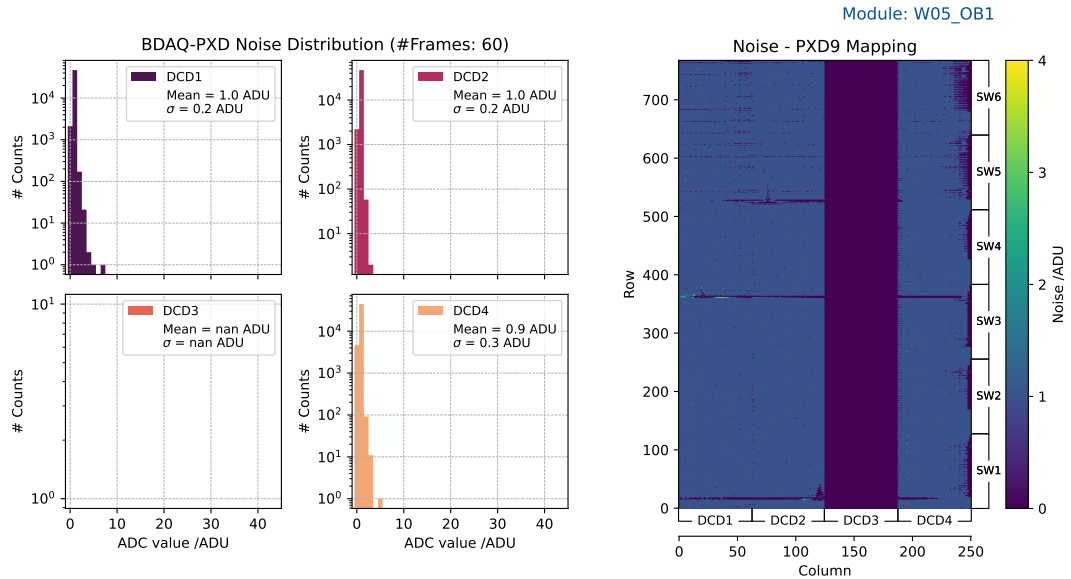 Module: W05_OB1
BDAQ-PXD Noise Distribution (#Frames: 60)
# Counts
10⁴
10³
10²
10¹
10⁰
DCD1
Mean = 1.0 ADU
σ = 0.2 ADU
# Counts
10⁴
10³
10²
10¹
DCD2
Mean = 1.0 ADU
σ = 0.2 ADU
# Counts
10¹
10⁰
DCD3
Mean = nan ADU
σ = nan ADU
0 10 20 30 40
ADC value /ADU
# Counts
10⁴
10³
10²
10¹
10⁰
DCD4
Mean = 0.9 ADU
σ = 0.3 ADU
0 10 20 30 40
ADC value /ADU
Noise - PXD9 Mapping
Row
700
600
500
400
300
200
100
0
SW6
SW5
SW4
SW3
SW2
SW1
DCD1 DCD2 DCD3 DCD4
0 50 100 150 200 250
Column
4
3
2
1
0
Noise /ADU